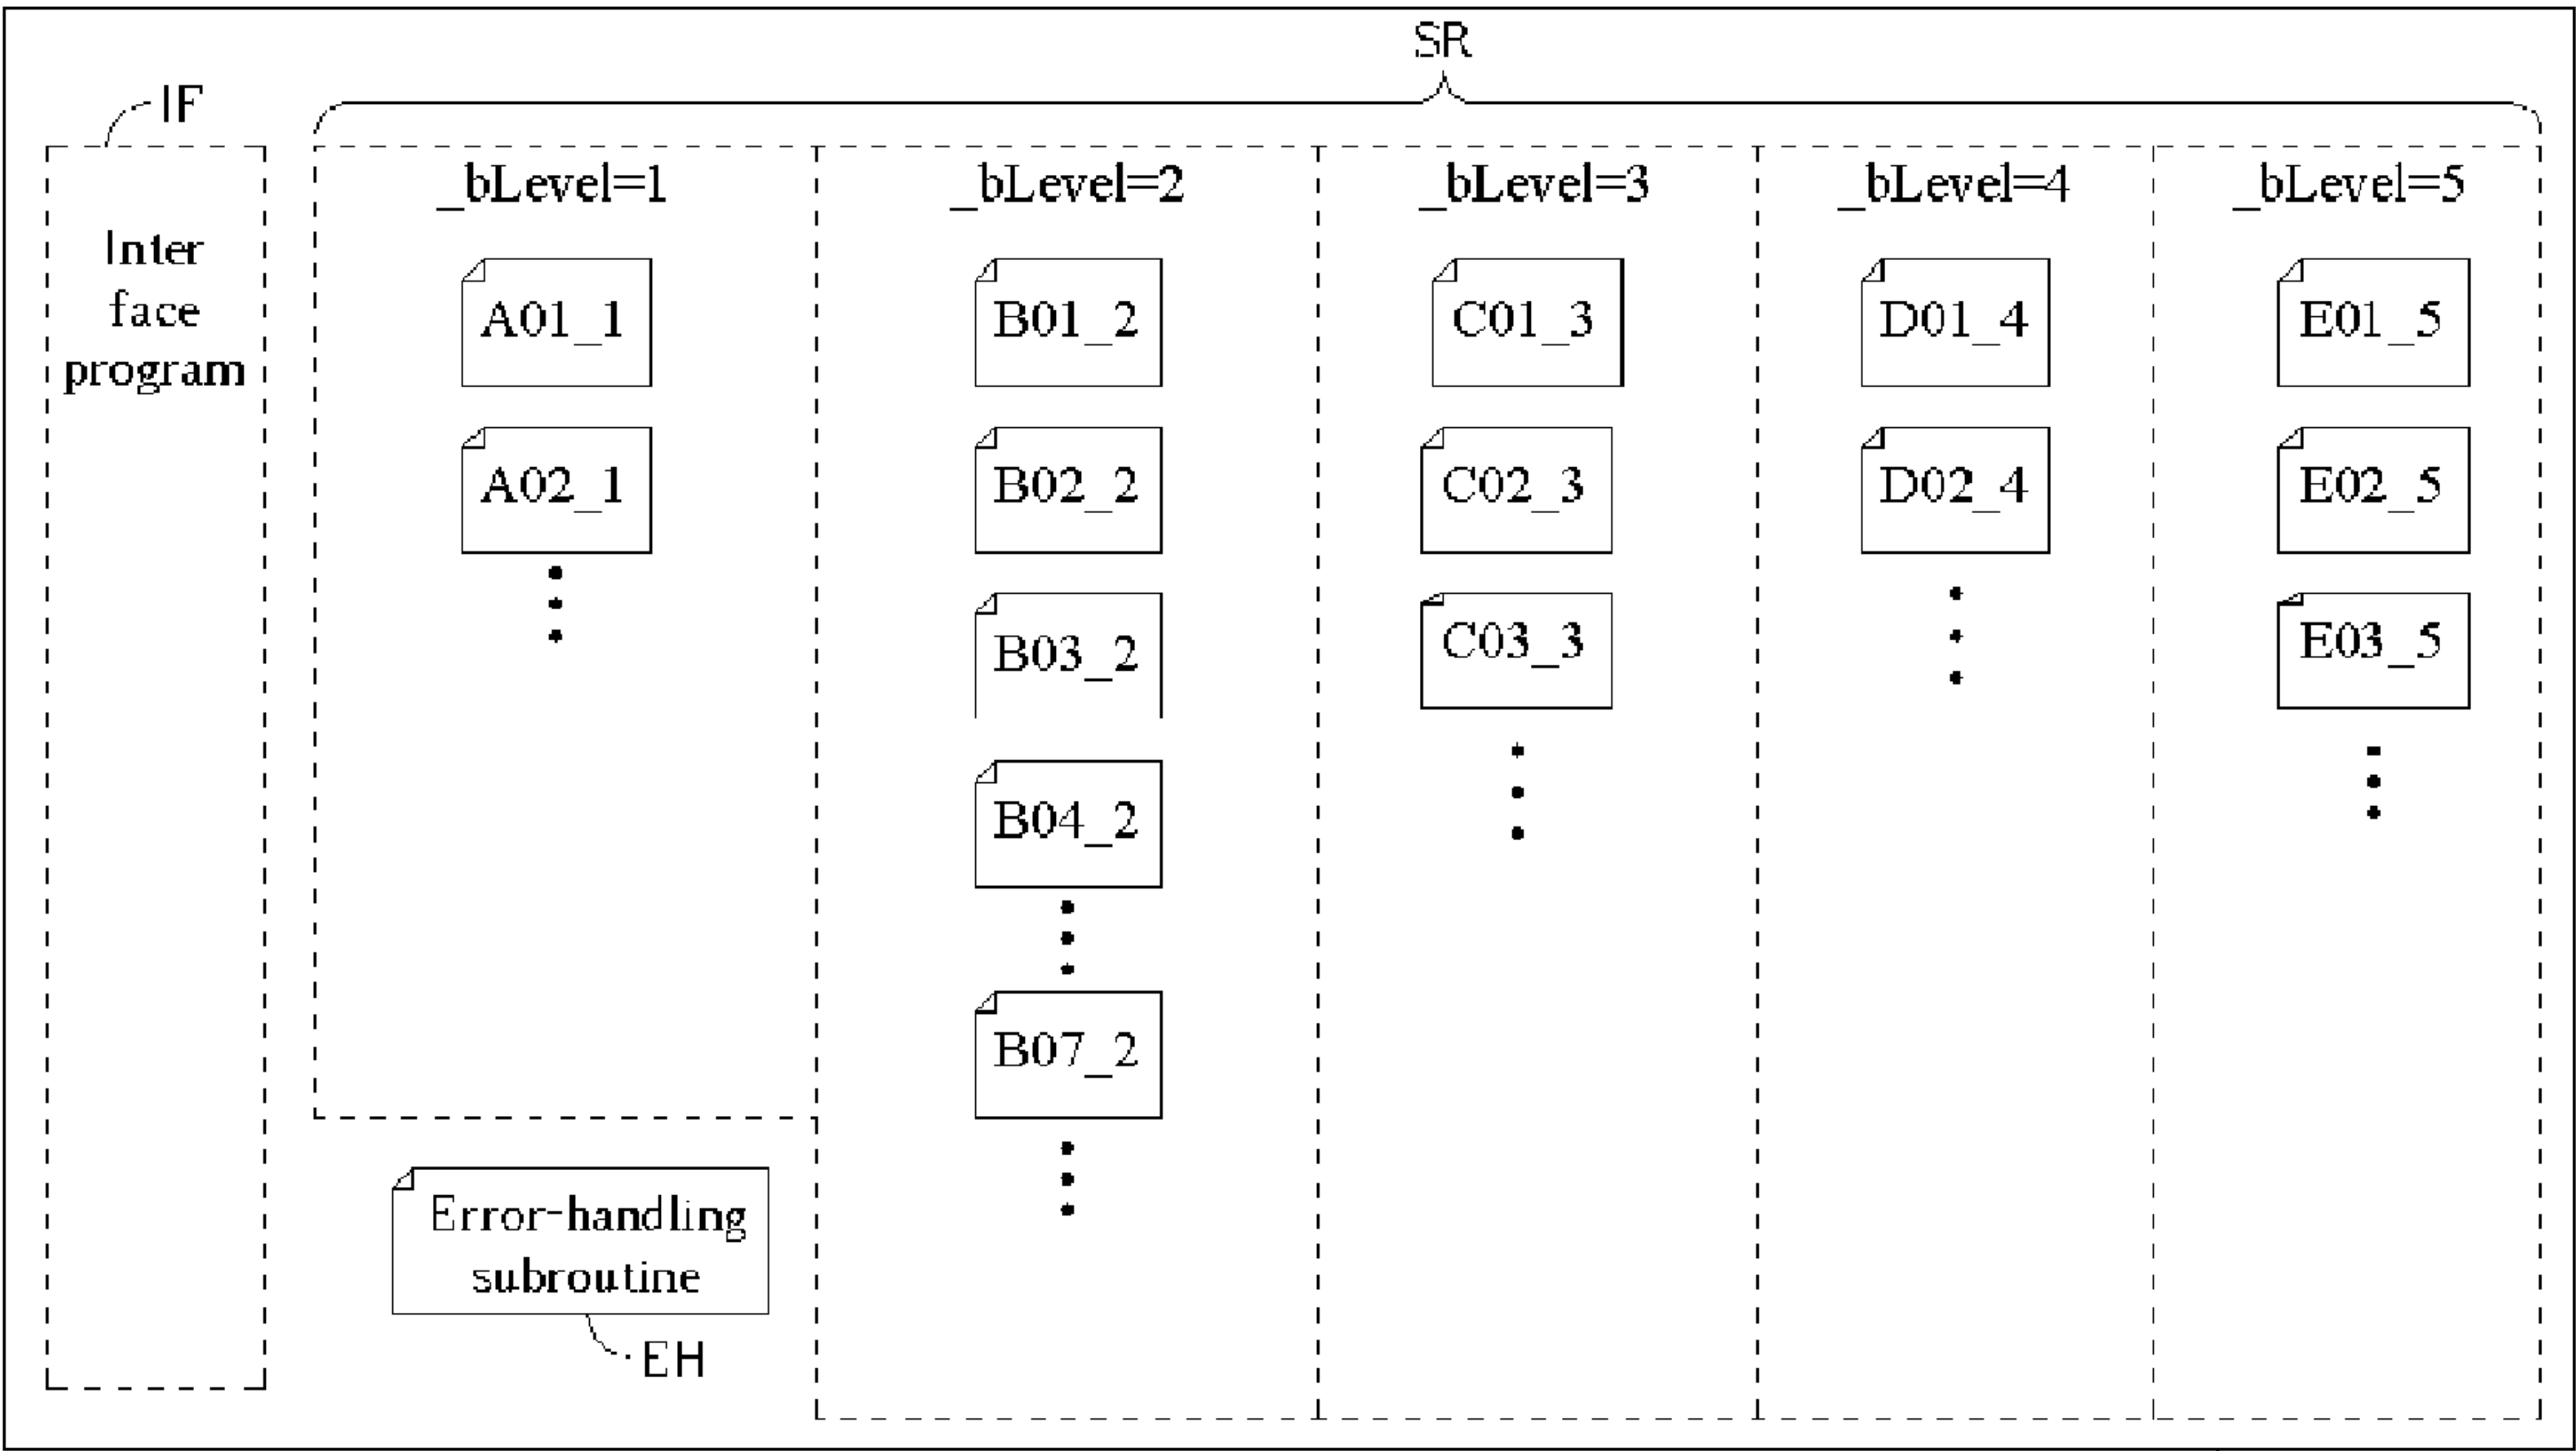 SR
IF
Inter
face
program
_bLevel=1
A01_1
A02_1
_bLevel=2
B01_2
B02_2
B03_2
B04_2
B07_2
_bLevel=3
C01_3
C02_3
C03_3
_bLevel=4
D01_4
D02_4
_bLevel=5
E01_5
E02_5
E03_5
Error-handling
subroutine
EH